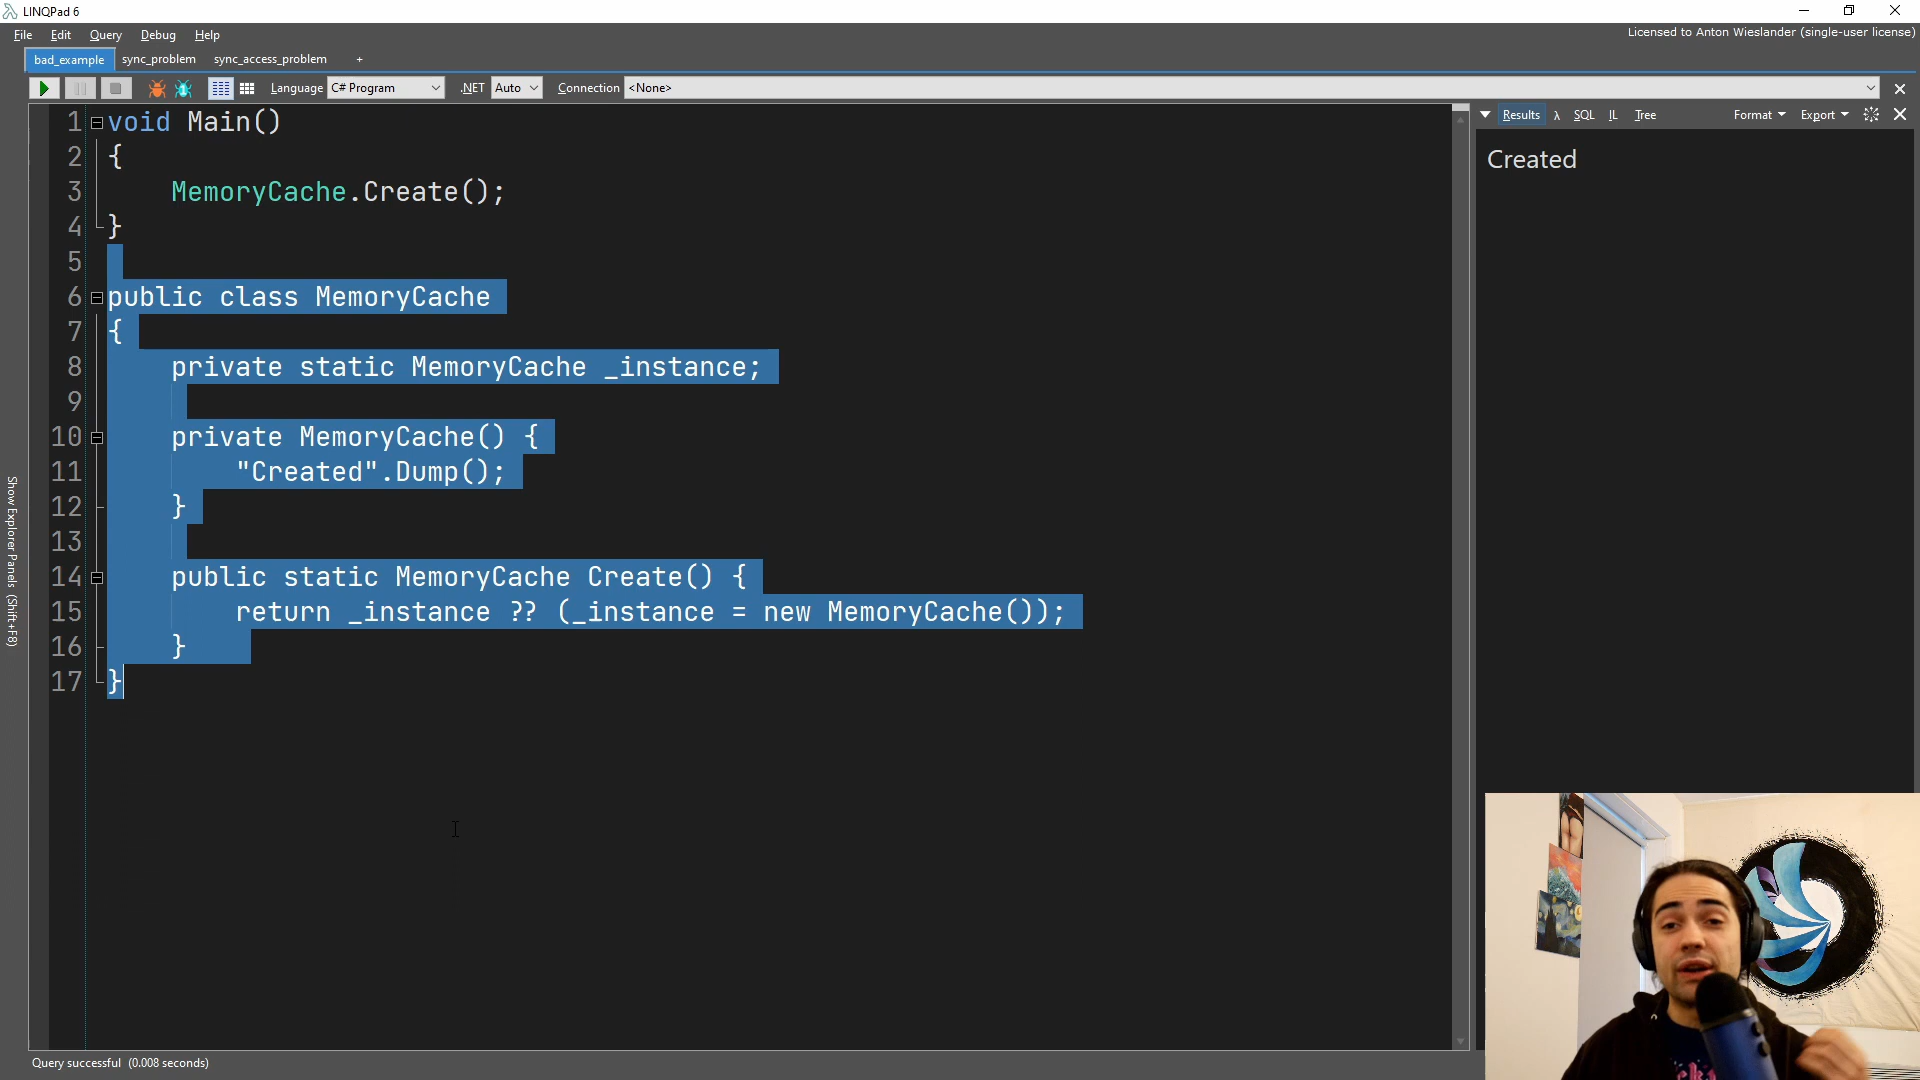 LINQPad 6
File Edit Query Debug Help
Licensed to Anton Wieslander (single-user license)
bad_example sync_problem sync_access_problem +
Language C# Program .NET Auto Connection <None>
Results λ SQL IL Tree Format Export
Created
Show Explorer Panels (Shift+F8)
1 void Main()
2 {
3 MemoryCache.Create();
4 }
5
6 public class MemoryCache
7 {
8 private static MemoryCache _instance;
9
10 private MemoryCache() {
11 "Created".Dump();
12 }
13
14 public static MemoryCache Create() {
15 return _instance ?? (_instance = new MemoryCache());
16 }
17 }
Query successful (0.008 seconds)